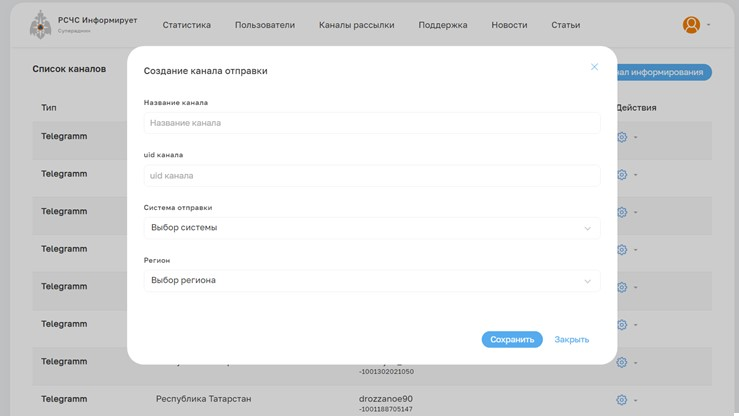 РСЧС Информирует
Суперадмин
Статистика
Пользователи
Каналы рассылки
Поддержка
Новости
Статьи
Список каналов
нал информирования
Создание канала отправки
Название канала
Название канала
uid канала
uid канала
Система отправки
Выбор системы
Регион
Выбор региона
Сохранить
Закрыть
Тип
Действия
Telegramm
Telegramm
Telegramm
Telegramm
Telegramm
Telegramm
Telegramm
-1001302021050
Telegramm
Республика Татарстан
drozzanoe90
-1001188705147